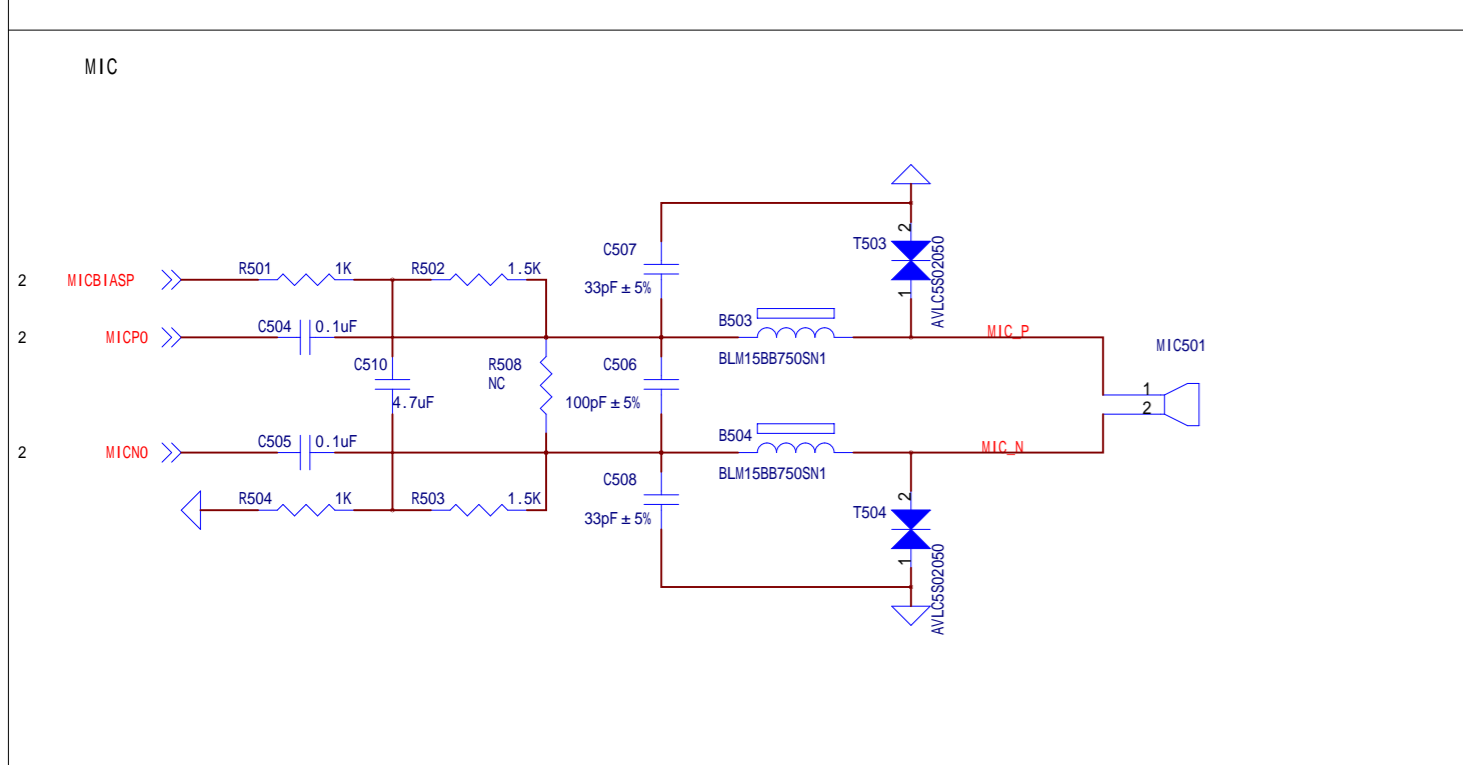 MIC
C507
33pF±5%
T503
2
1
AVLC5S02050
2 MICBIASP R501 1K R502 1.5K
2 MICPO C504 0.1uF B503 MIC_P
BLM15BB750SN1
MIC501
C510
4.7uF
R508
NC
C506
100pF±5%
1
2
2 MICNO C505 0.1uF B504 MIC_N
BLM15BB750SN1
R504 1K R503 1.5K
C508
33pF±5%
T504
2
1
AVLC5S02050